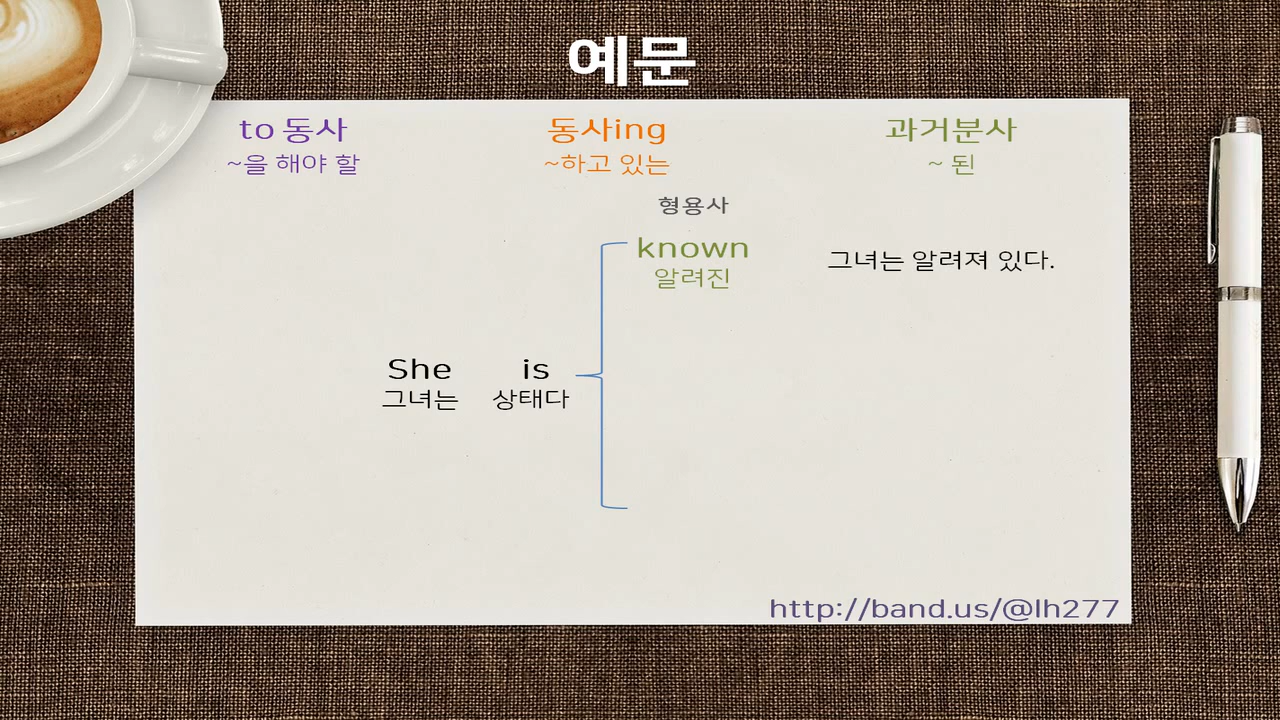 예문
to 동사 동사ing 과거분사
~을 해야 할 ~하고 있는 ~ 된
형용사
known
알려진
그녀는 알려져 있다.
She is
그녀는 상태다
http://band.us/@lh277